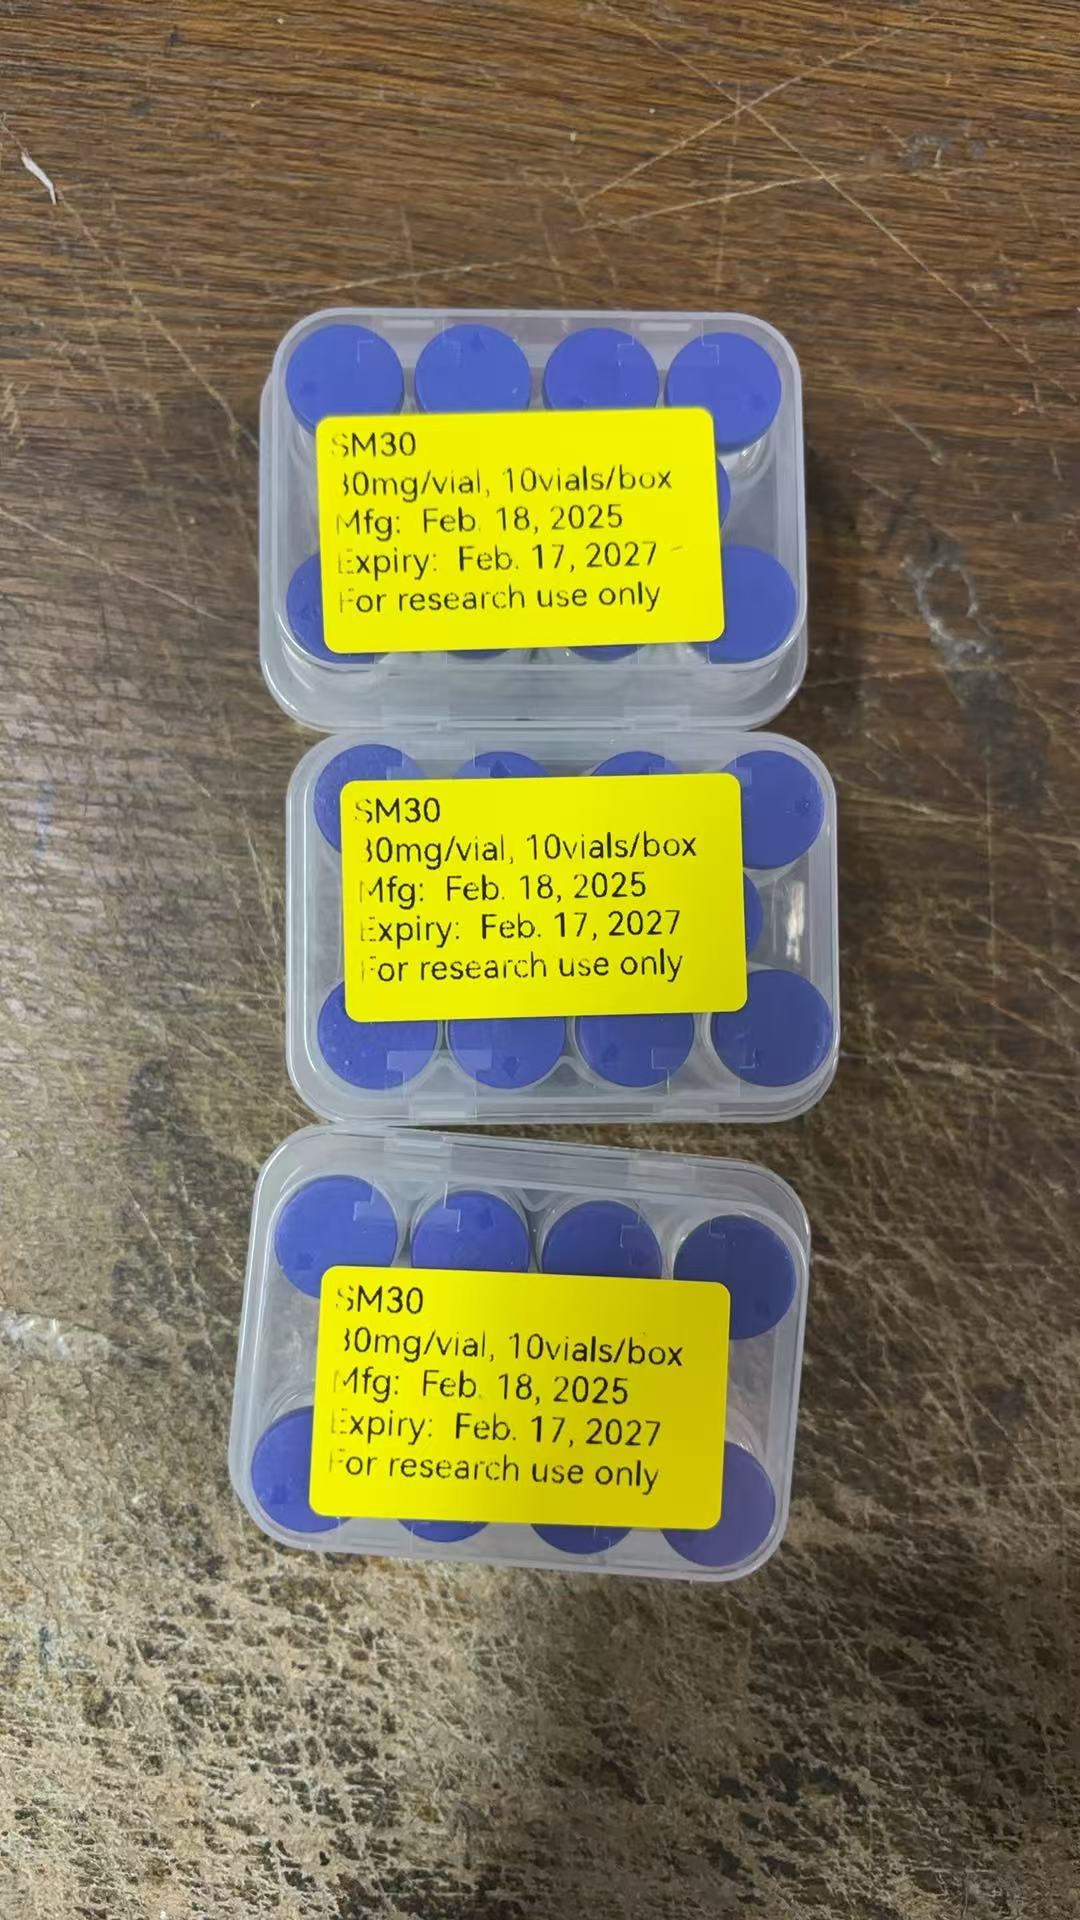 SM30
30mg/vial, 10vials/box
Mfg: Feb. 18, 2025
Expiry: Feb. 17, 2027
For research use only
SM30
30mg/vial, 10vials/box
Mfg: Feb. 18, 2025
Expiry: Feb. 17, 2027
For research use only
SM30
30mg/vial, 10vials/box
Mfg: Feb. 18, 2025
Expiry: Feb. 17, 2027
For research use only